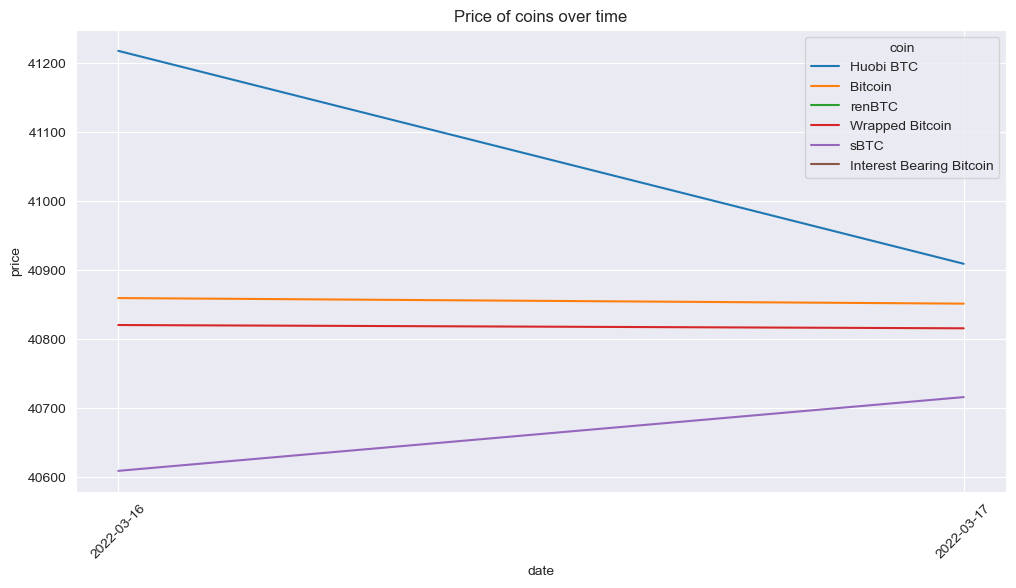 Price of coins over time
coin
Huobi BTC
Bitcoin
renBTC
Wrapped Bitcoin
sBTC
Interest Bearing Bitcoin
41200
41100
41000
40900
40800
40700
40600
price
2022-03-16
2022-03-17
date